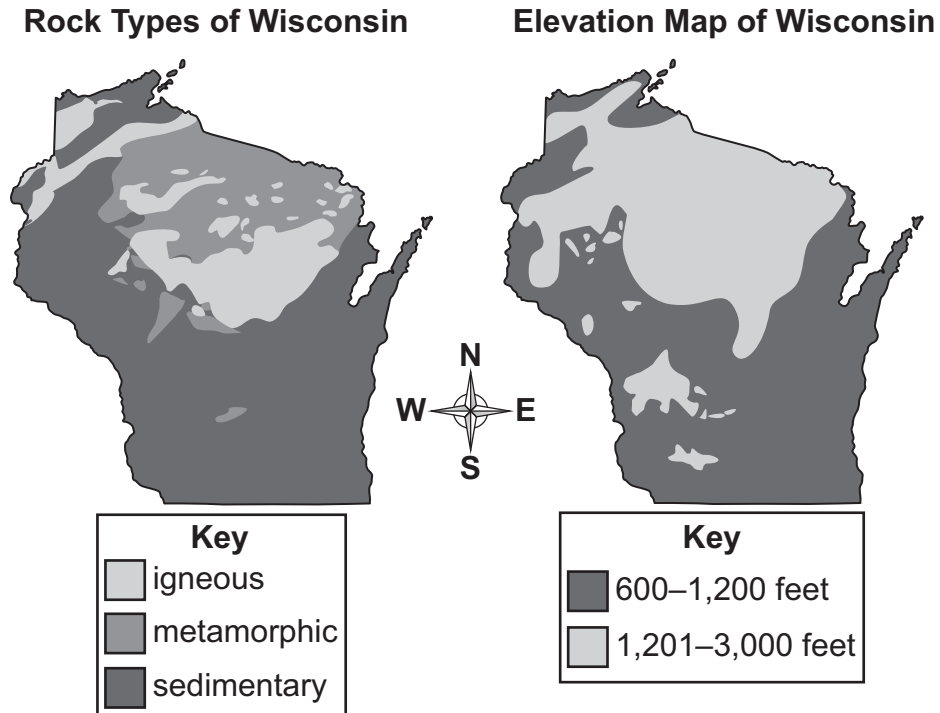 Rock Types of Wisconsin
Elevation Map of Wisconsin
N
W
E
S
Key
igneous
metamorphic
sedimentary
Key
600–1,200 feet
1,201–3,000 feet